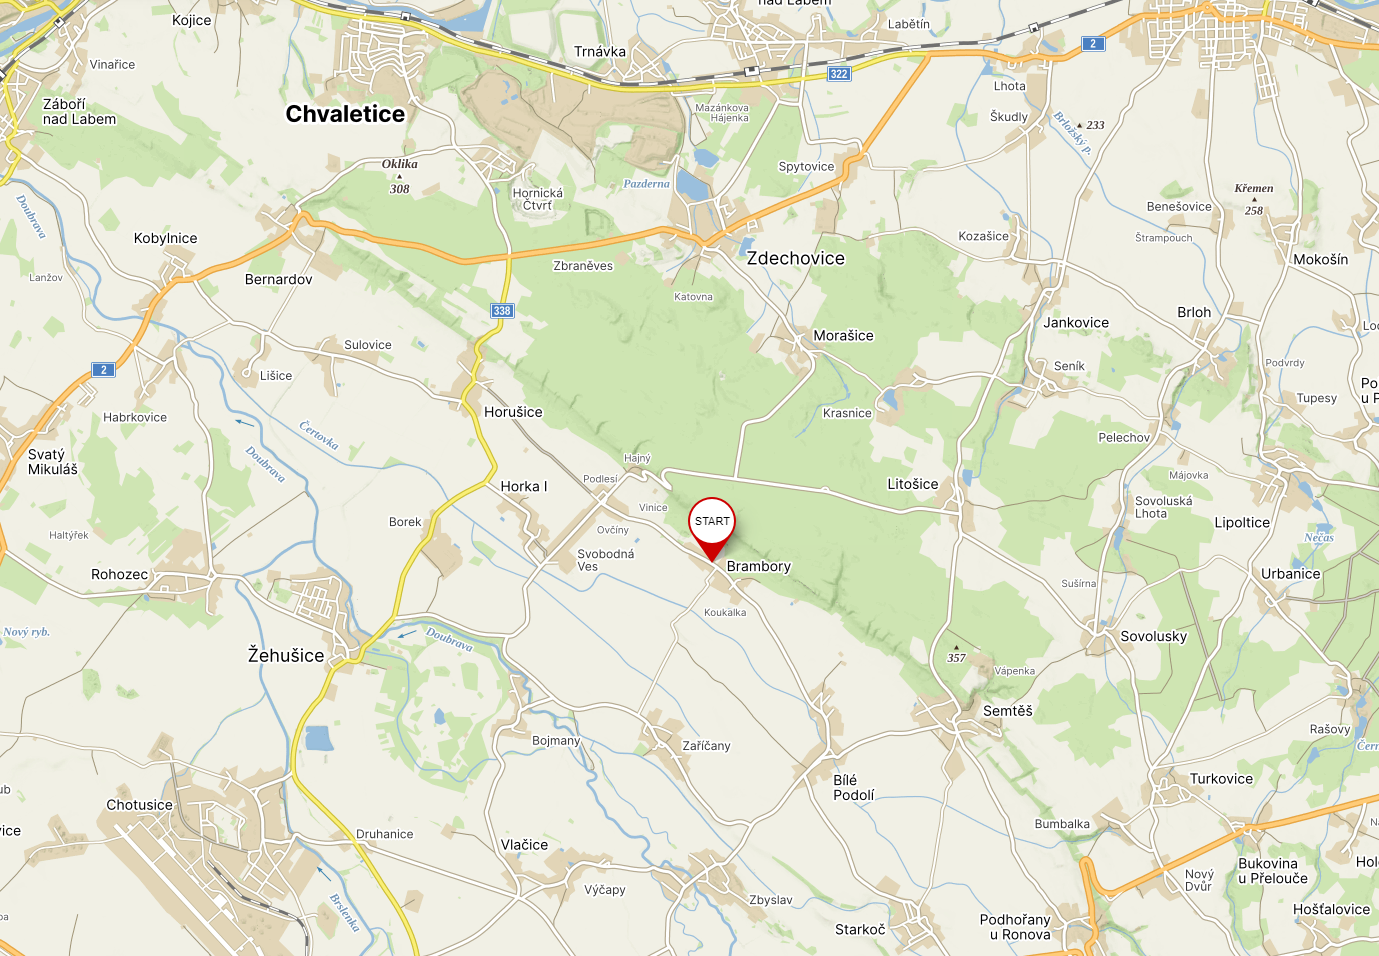 nad Labem
Kojice
Labětín
Trnávka
2
Vinařice
322
Lhota
Záboří
nad Labem
Chvaletice
Mazánkova
Hájenka
Škudly
Brložský p.
233
Oklika
308
Spytovice
Pazderna
Hornická
Čtvrť
Křemen
258
Benešovice
Doubrava
Kobylnice
Kozašice
Štrampouch
Zdechovice
Mokošín
Zbraněves
Lanžov
Bernardov
Katovna
338
Brloh
Jankovice
Morašice
Sulovice
Podvrdy
2
Lišice
Seník
Tupesy
Habrkovice
Horušice
Krasnice
Čertovka
Pelechov
Svatý
Mikuláš
Doubrava
Hajný
Podlesí
Májovka
Horka I
Litošice
Vinice
Sovoluská
Lhota
Borek
START
Lipoltice
Ovčíny
Haltýřek
Nečas
Svobodná
Ves
Brambory
Rohozec
Urbanice
Sušírna
Koukalka
Nový ryb.
Doubrava
Sovolusky
Žehušice
357
Vápenka
Semtěš
Rašovy
Bojmany
Zaříčany
Bílé
Podolí
Turkovice
Chotusice
Bumbalka
Druhanice
Vlačice
Bukovina
u Přelouče
Nový
Dvůr
Výčapy
Zbyslav
Brslenka
Hošťalovice
Starkoč
Podhořany
u Ronova